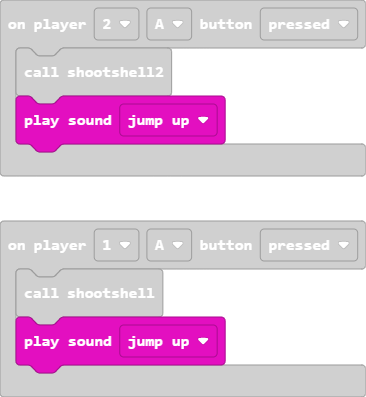 on player 2 A button pressed
call shootshell2
play sound jump up
on player 1 A button pressed
call shootshell
play sound jump up